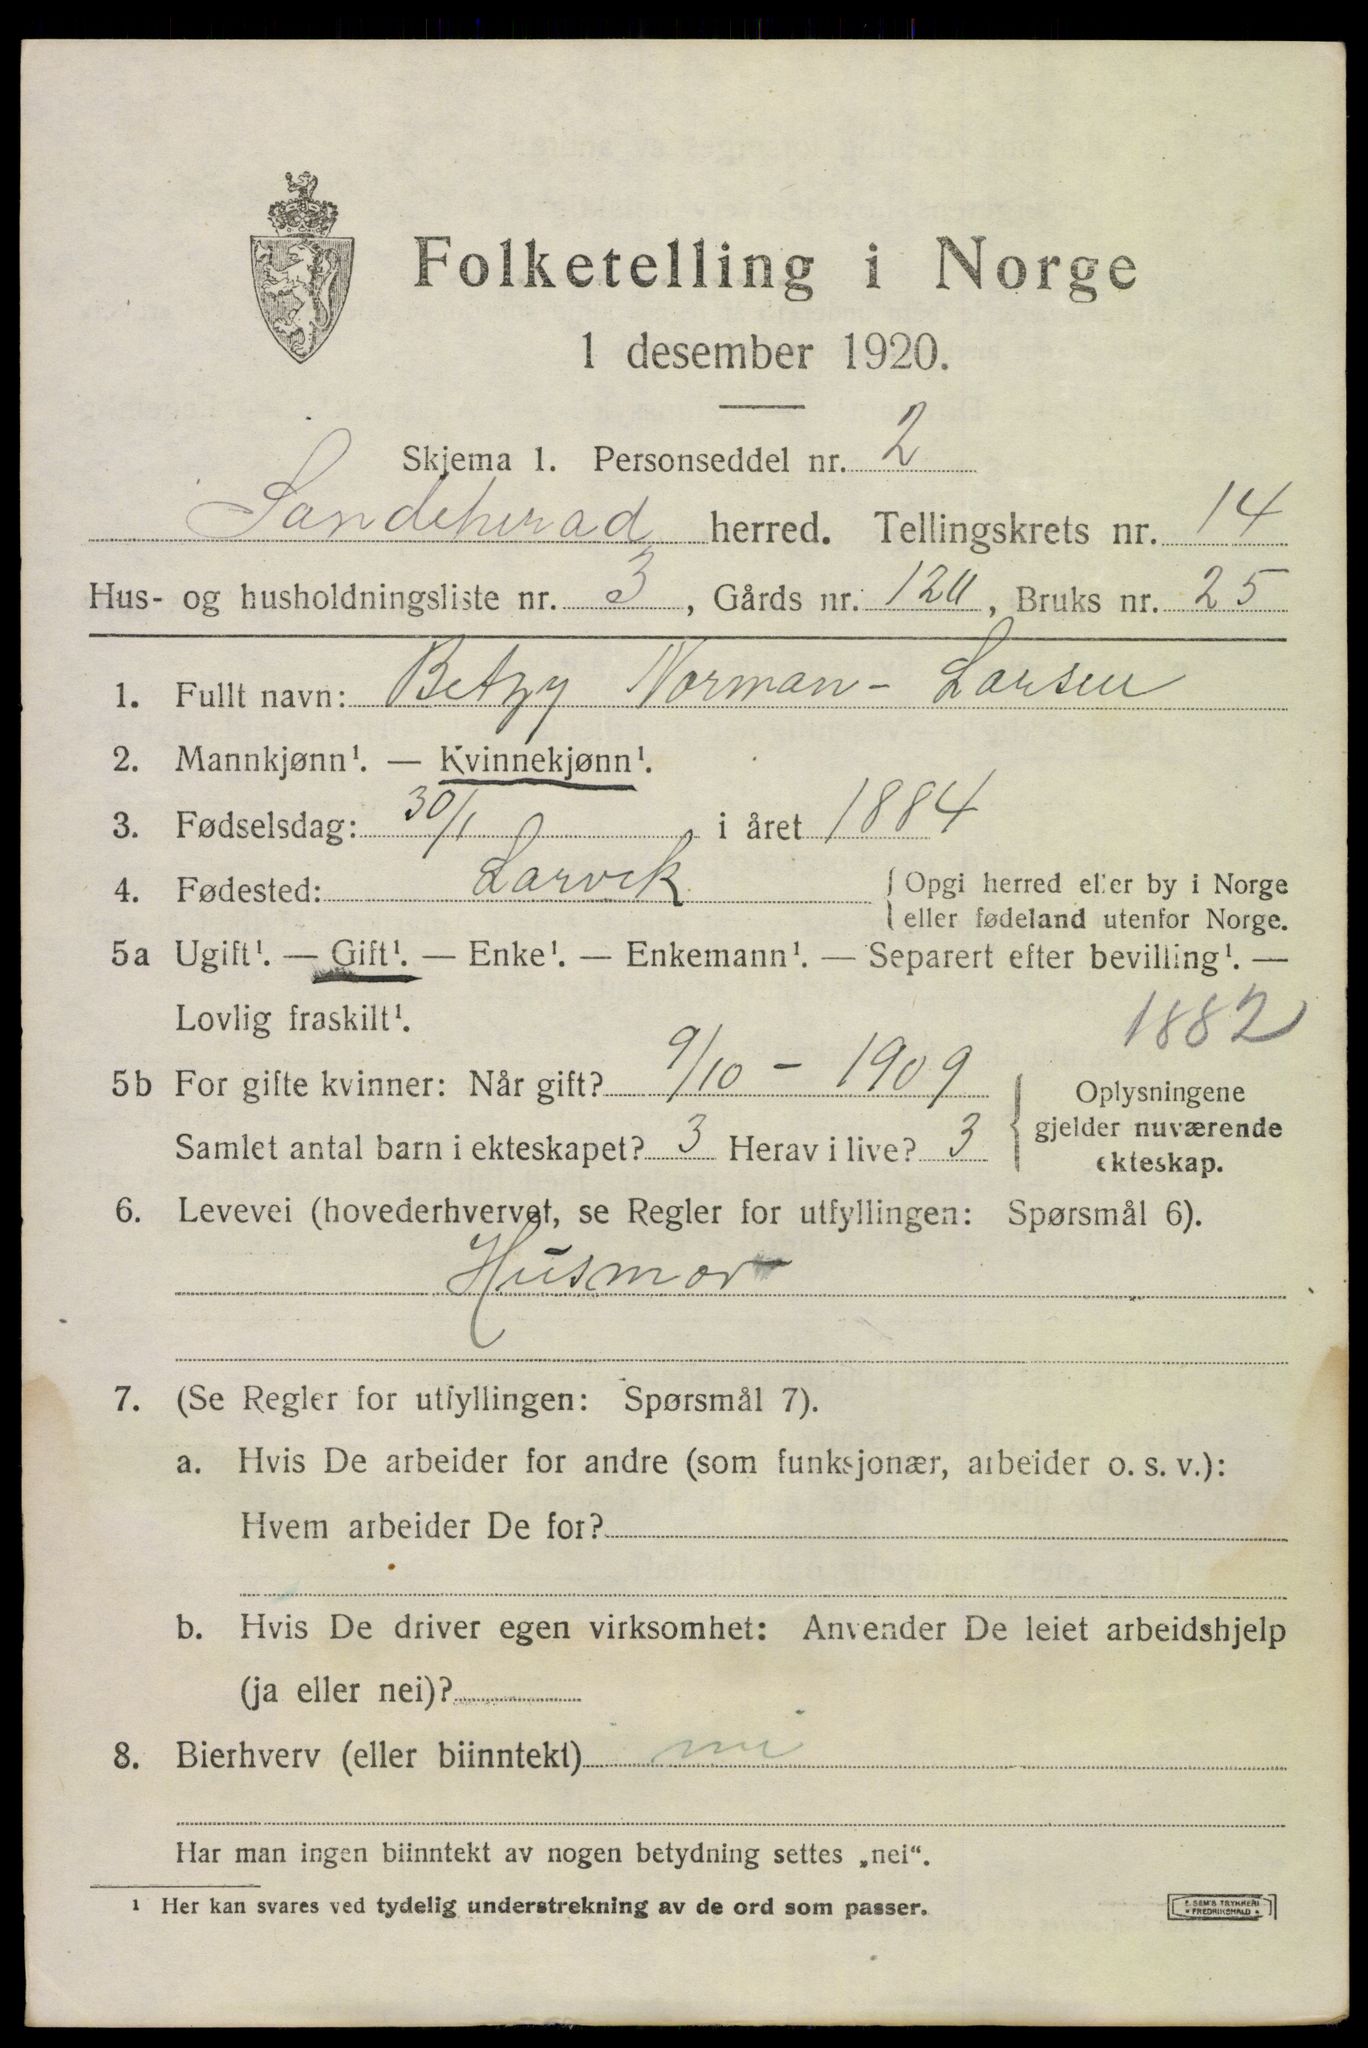 Folketelling i Norge
1 desember 1920.
Skjema 1. Personseddel nr. 2
Sandeherad herred. Tellingskrets nr. 14
Hus- og husholdningsliste nr. 3, Gårds nr. 120, Bruks nr. 25
1. Fullt navn: Betzy Norman-Larsen
2. Mannkjønn¹. — Kvinnekjønn¹.
3. Fødselsdag: 30/1 i året 1884
4. Fødested: Larvik { Opgi herred eller by i Norge
eller fødeland utenfor Norge.
5a Ugift¹. — Gift¹. — Enke¹. — Enkemann¹. — Separert efter bevilling¹. —
Lovlig fraskilt¹. 1882
5b For gifte kvinner: Når gift? 9/10 - 1909 { Oplysningene
gjelder nuværende
Samlet antal barn i ekteskapet? 3 Herav i live? 3
ekteskap.
6. Levevei (hovederhvervet, se Regler for utfyllingen: Spørsmål 6).
Husmor
7. (Se Regler for utfyllingen: Spørsmål 7).
a. Hvis De arbeider for andre (som funksjonær, arbeider o. s. v.):
Hvem arbeider De for?
b. Hvis De driver egen virksomhet: Anvender De leiet arbeidshjelp
(ja eller nei)?
8. Bierhverv (eller biinntekt) nei
Har man ingen biinntekt av nogen betydning settes „nei“.
¹ Her kan svares ved tydelig understrekning av de ord som passer.
E. SEM'S TRYKKERI
FREDRIKSHALD